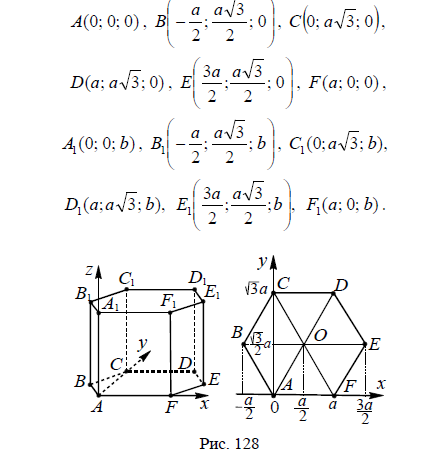 A(0; 0; 0), B(-a/2; a√3/2; 0), C(0; a√3; 0),
D(a; a√3; 0), E(3a/2; a√3/2; 0), F(a; 0; 0),
A₁(0; 0; b), B₁(-a/2; a√3/2; b), C₁(0; a√3; b),
D₁(a; a√3; b), E₁(3a/2; a√3/2; b), F₁(a; 0; b).
z C₁ D₁
B₁ A₁ F₁ E₁
y
C D
B E
A F x
y
√3a C D
B √3/2 a O E
A F x
-a/2 0 a/2 a 3a/2
Рис. 128